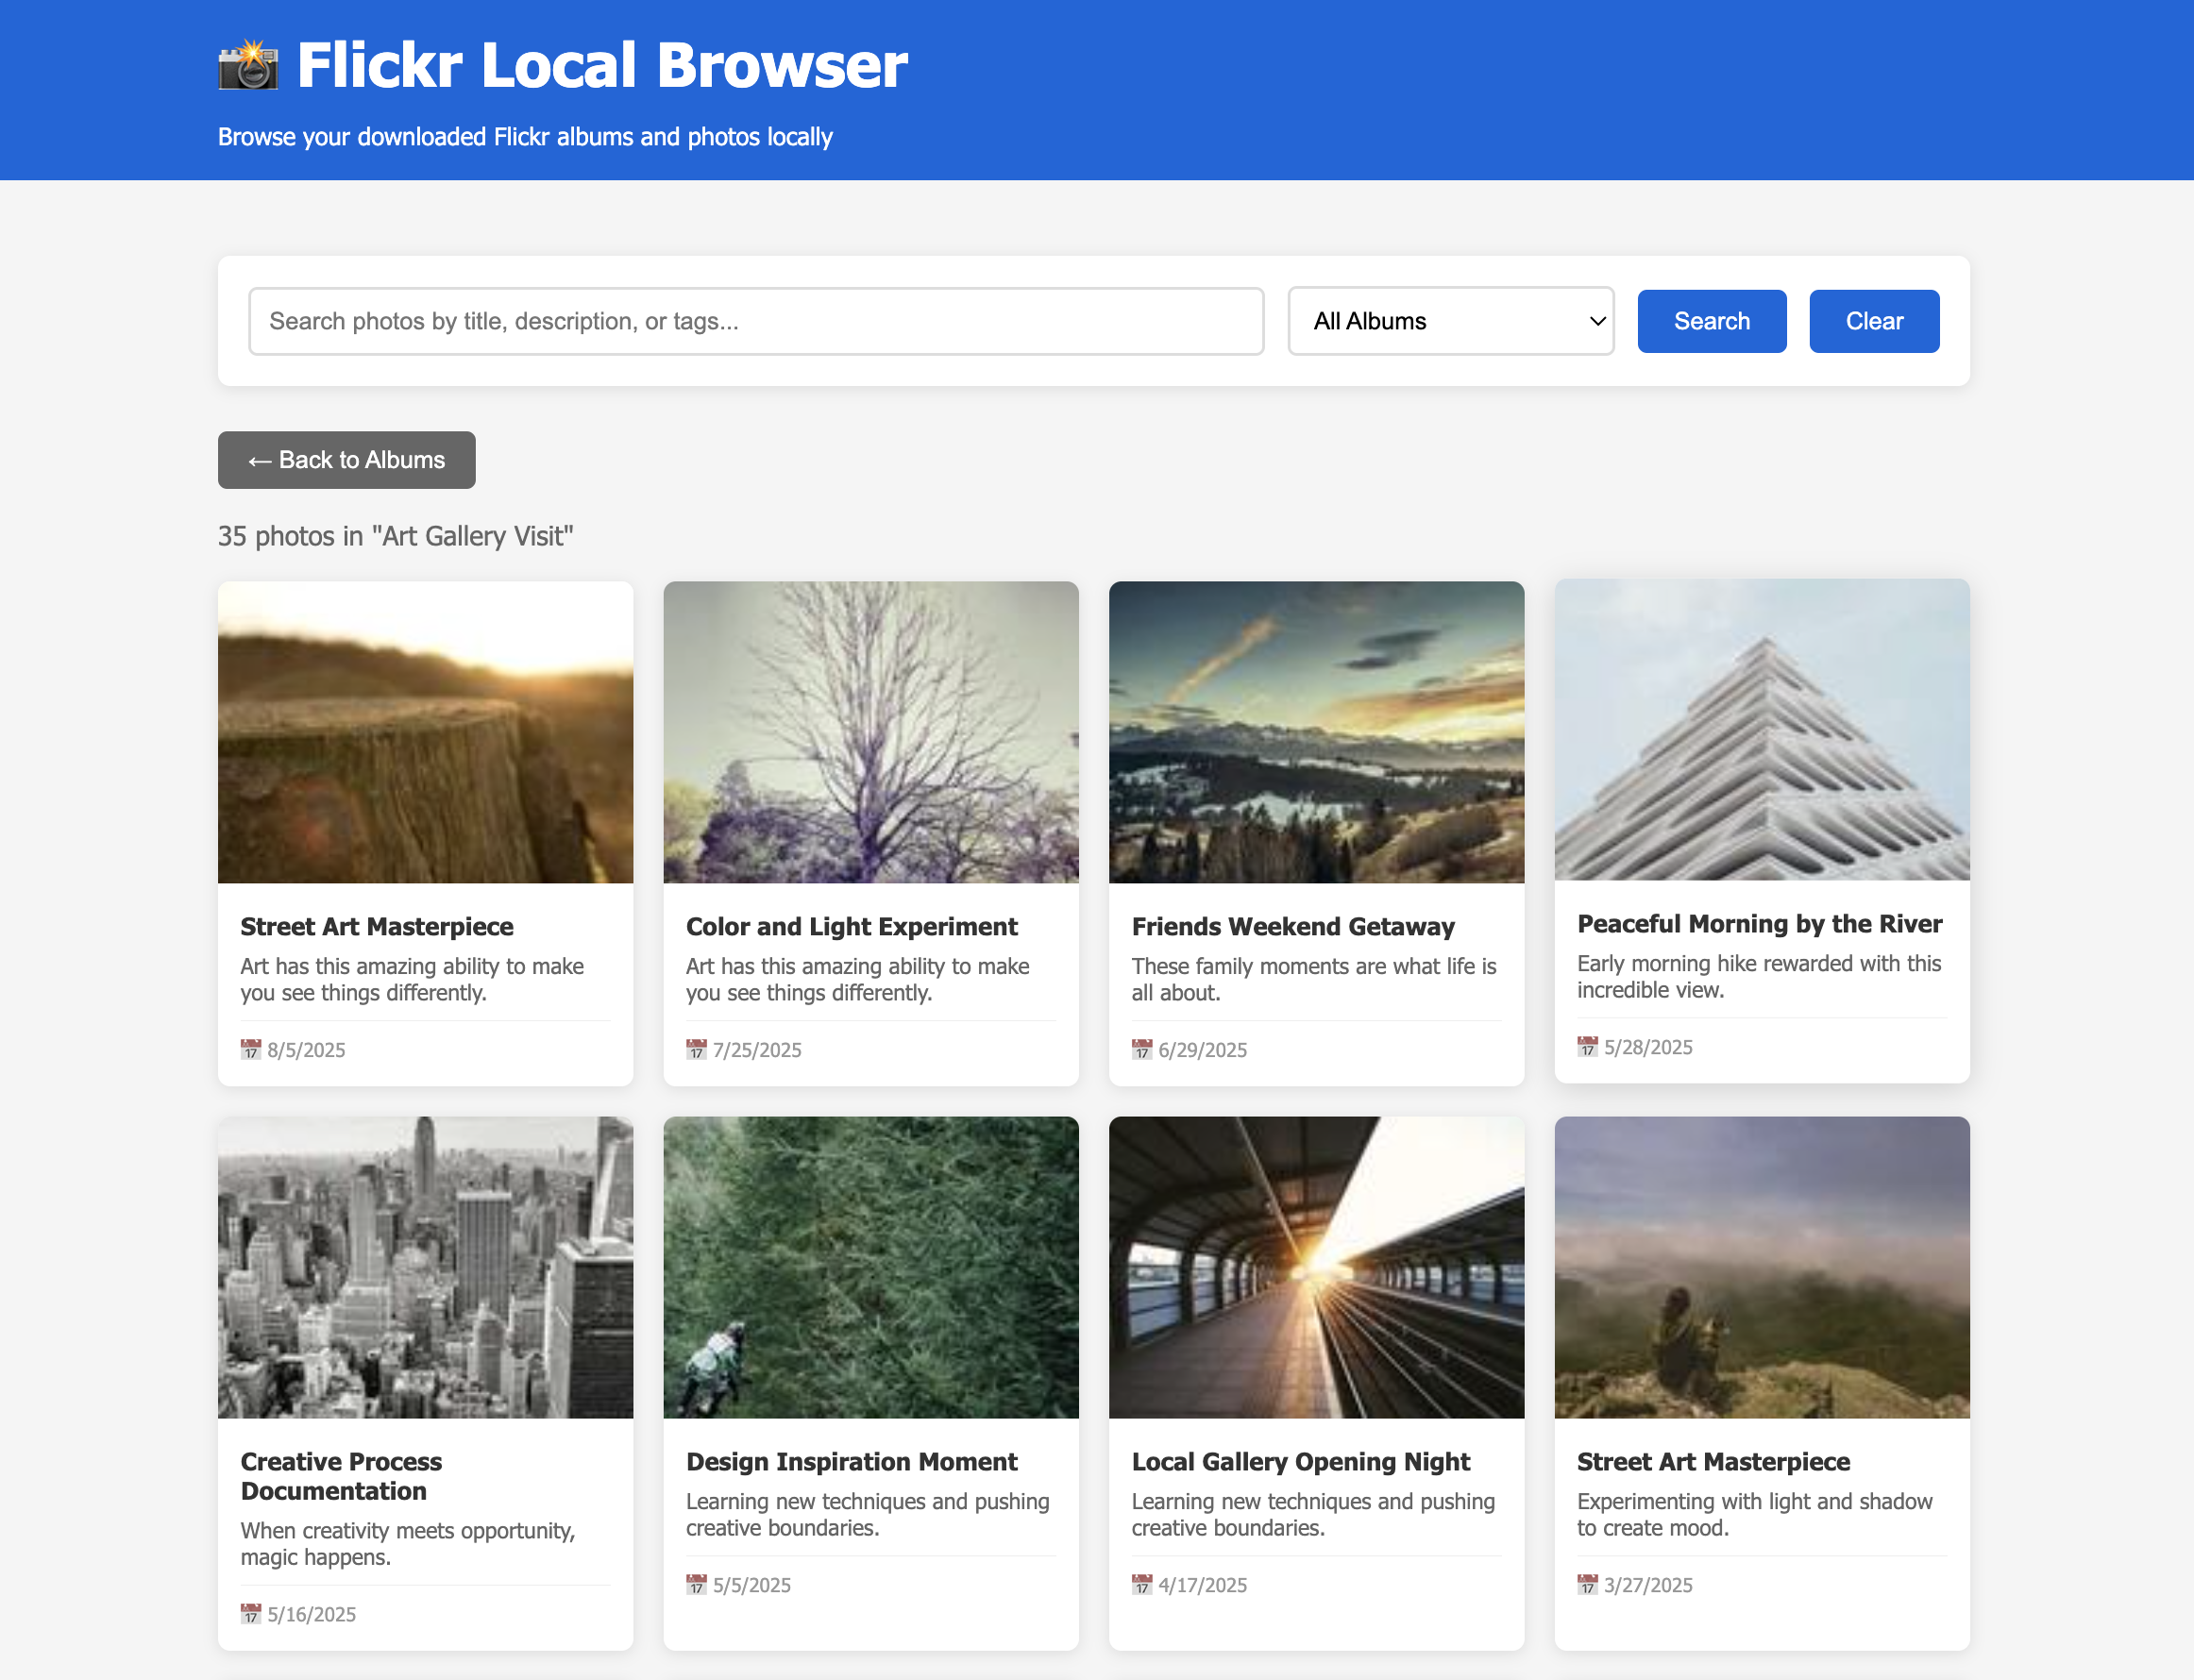 Flickr Local Browser
Browse your downloaded Flickr albums and photos locally
Search photos by title, description, or tags...
All Albums
Search
Clear
← Back to Albums
35 photos in "Art Gallery Visit"
Street Art Masterpiece
Art has this amazing ability to make
you see things differently.
17 8/5/2025
Color and Light Experiment
Art has this amazing ability to make
you see things differently.
17 7/25/2025
Friends Weekend Getaway
These family moments are what life is
all about.
17 6/29/2025
Peaceful Morning by the River
Early morning hike rewarded with this
incredible view.
17 5/28/2025
Creative Process
Documentation
When creativity meets opportunity,
magic happens.
17 5/16/2025
Design Inspiration Moment
Learning new techniques and pushing
creative boundaries.
17 5/5/2025
Local Gallery Opening Night
Learning new techniques and pushing
creative boundaries.
17 4/17/2025
Street Art Masterpiece
Experimenting with light and shadow
to create mood.
17 3/27/2025